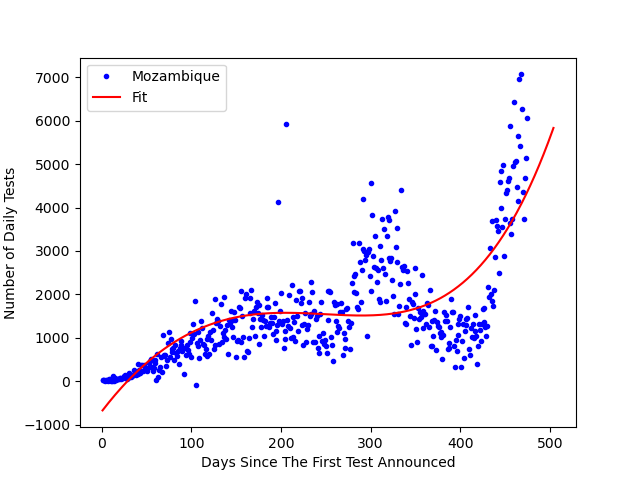 Mozambique
Fit
7000
6000
5000
4000
3000
2000
1000
0
−1000
Number of Daily Tests
0 100 200 300 400 500
Days Since The First Test Announced